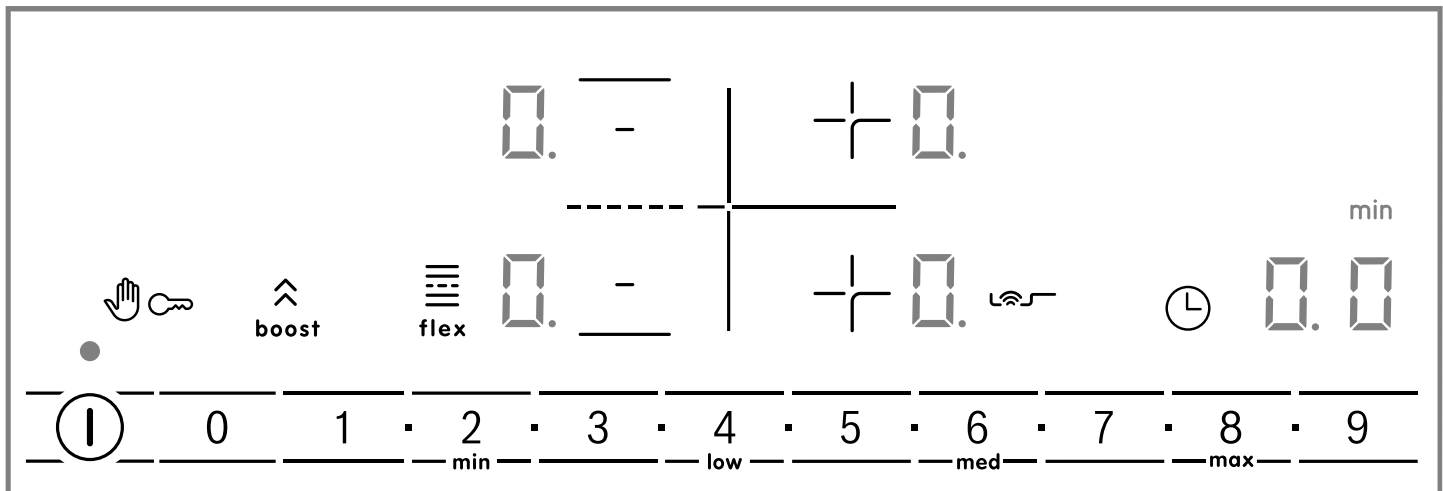 0. - 0.
min
0. - 0. 0. 0
boost flex
0 1 · 2 · 3 · 4 · 5 · 6 · 7 · 8 · 9
min low med max